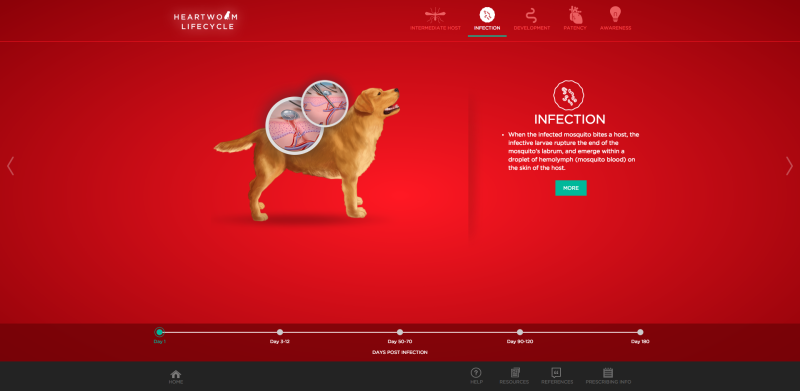 HEARTWORM
LIFECYCLE
INTERMEDIATE HOST
INFECTION
DEVELOPMENT
PATENCY
AWARENESS
INFECTION
• When the infected mosquito bites a host, the
infective larvae rupture the end of the
mosquito's labrum, and emerge within a
droplet of hemolymph (mosquito blood) on
the skin of the host.
MORE
Day 1
Day 3-12
Day 50-70
Day 90-120
Day 180
DAYS POST INFECTION
HOME
HELP
RESOURCES
REFERENCES
PRESCRIBING INFO